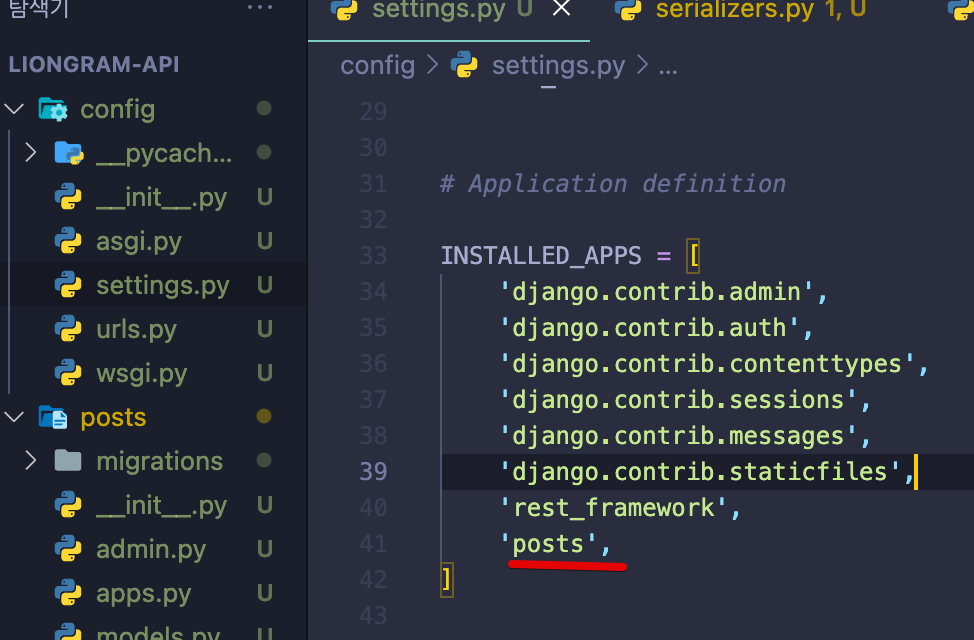 탐색기 ...
LIONGRAM-API
config
__pycach...
__init__.py U
asgi.py U
settings.py U
urls.py U
wsgi.py U
posts
migrations
__init__.py U
admin.py U
apps.py U
models.py U
settings.py U
serializers.py 1, U
config > settings.py > ...
29
30
31 # Application definition
32
33 INSTALLED_APPS = [
34 'django.contrib.admin',
35 'django.contrib.auth',
36 'django.contrib.contenttypes',
37 'django.contrib.sessions',
38 'django.contrib.messages',
39 'django.contrib.staticfiles',
40 'rest_framework',
41 'posts',
42 ]
43